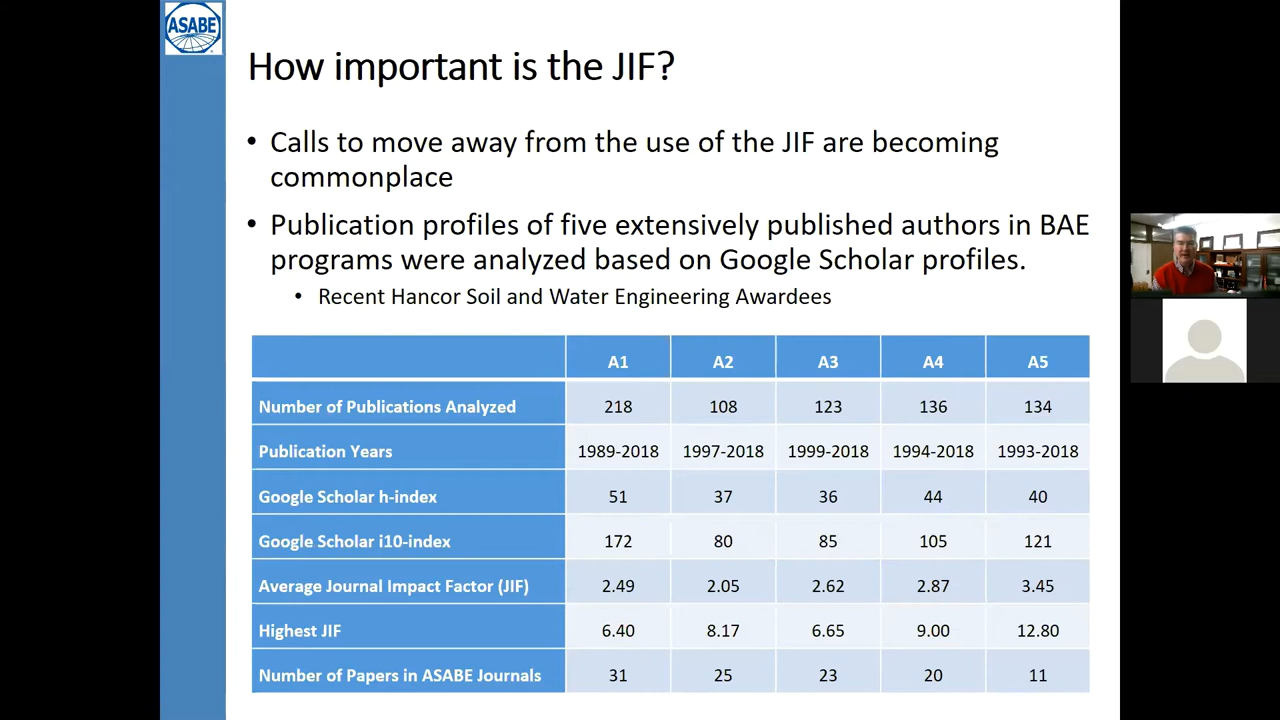 ASABE
How important is the JIF?
• Calls to move away from the use of the JIF are becoming
commonplace
• Publication profiles of five extensively published authors in BAE
programs were analyzed based on Google Scholar profiles.
• Recent Hancor Soil and Water Engineering Awardees
A1 A2 A3 A4 A5
Number of Publications Analyzed 218 108 123 136 134
Publication Years 1989-2018 1997-2018 1999-2018 1994-2018 1993-2018
Google Scholar h-index 51 37 36 44 40
Google Scholar i10-index 172 80 85 105 121
Average Journal Impact Factor (JIF) 2.49 2.05 2.62 2.87 3.45
Highest JIF 6.40 8.17 6.65 9.00 12.80
Number of Papers in ASABE Journals 31 25 23 20 11